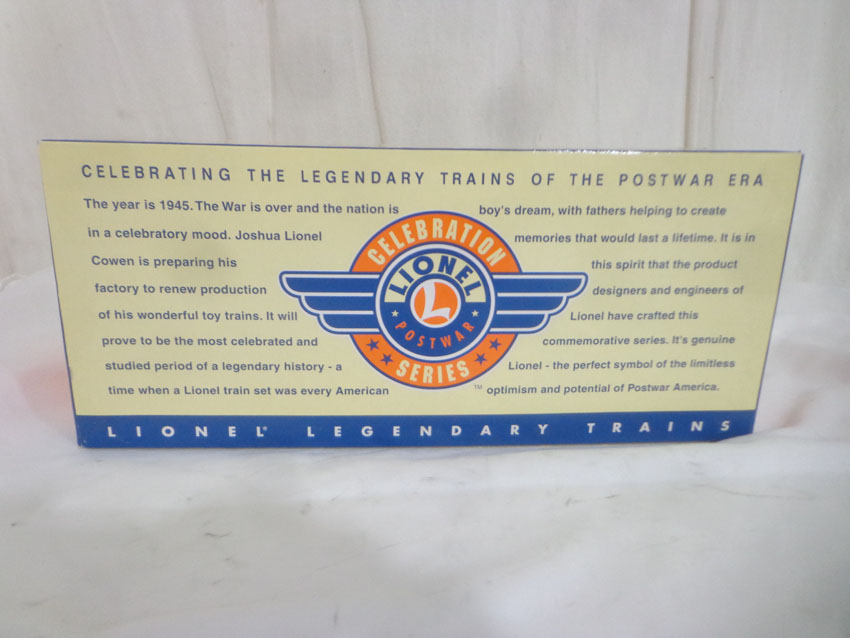 CELEBRATING THE LEGENDARY TRAINS OF THE POSTWAR ERA
The year is 1945. The War is over and the nation is
in a celebratory mood. Joshua Lionel
Cowen is preparing his
factory to renew production
of his wonderful toy trains. It will
prove to be the most celebrated and
studied period of a legendary history - a
time when a Lionel train set was every American
CELEBRATION
LIONEL
L
POSTWAR
SERIES
TM
boy's dream, with fathers helping to create
memories that would last a lifetime. It is in
this spirit that the product
designers and engineers of
Lionel have crafted this
commemorative series. It's genuine
Lionel - the perfect symbol of the limitless
optimism and potential of Postwar America.
LIONEL® LEGENDARY TRAINS